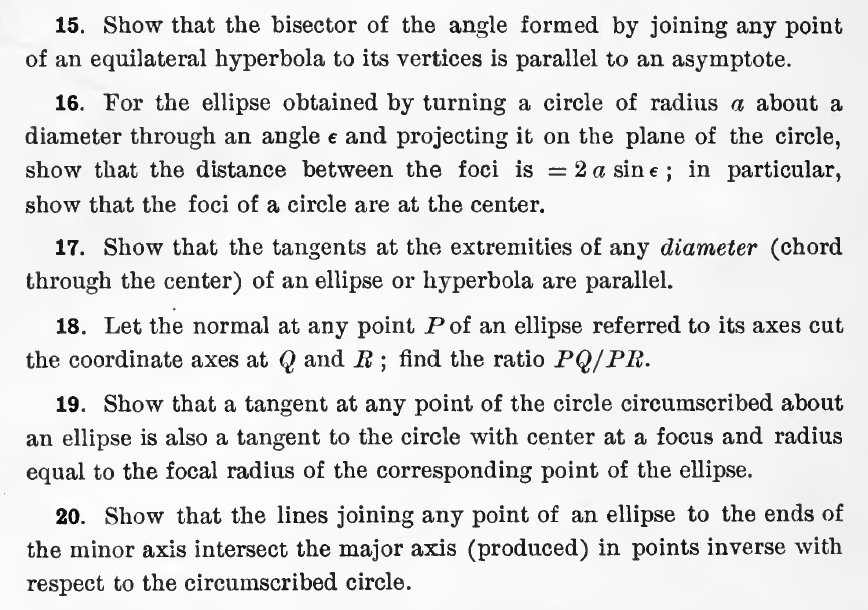 15. Show that the bisector of the angle formed by joining any point
of an equilateral hyperbola to its vertices is parallel to an asymptote.
16. For the ellipse obtained by turning a circle of radius a about a
diameter through an angle ϵ and projecting it on the plane of the circle,
show that the distance between the foci is = 2 a sin ϵ ; in particular,
show that the foci of a circle are at the center.
17. Show that the tangents at the extremities of any diameter (chord
through the center) of an ellipse or hyperbola are parallel.
18. Let the normal at any point P of an ellipse referred to its axes cut
the coordinate axes at Q and R ; find the ratio PQ/PR.
19. Show that a tangent at any point of the circle circumscribed about
an ellipse is also a tangent to the circle with center at a focus and radius
equal to the focal radius of the corresponding point of the ellipse.
20. Show that the lines joining any point of an ellipse to the ends of
the minor axis intersect the major axis (produced) in points inverse with
respect to the circumscribed circle.